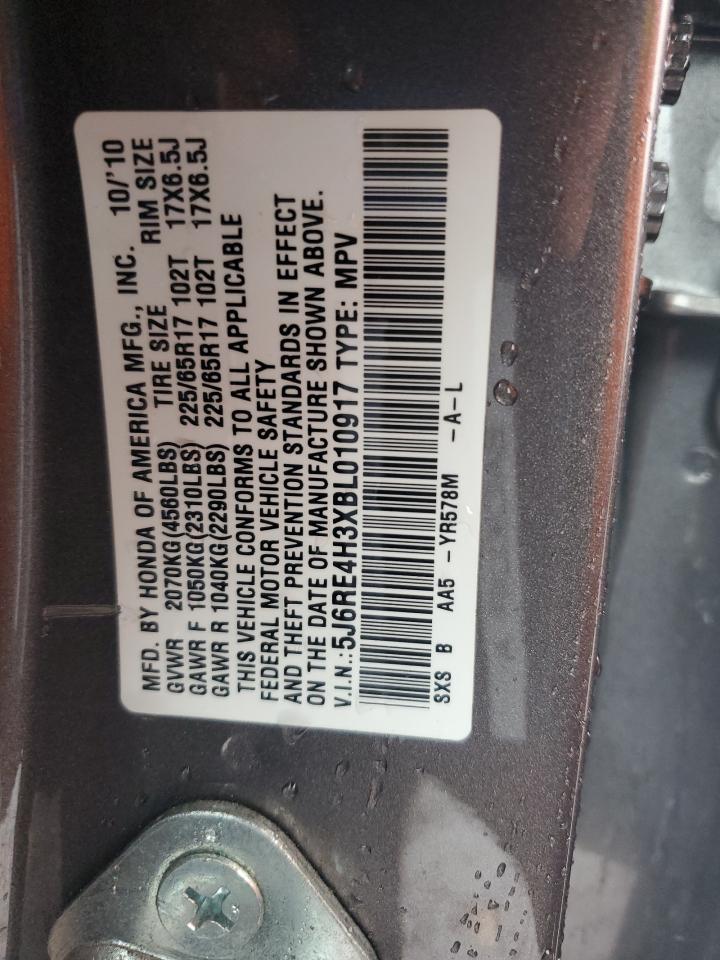 MFD. BY HONDA OF AMERICA MFG., INC. 10/'10
GVWR 2070KG(4560LBS) TIRE SIZE RIM SIZE
GAWR F 1050KG(2310LBS) 225/65R17 102T 17X6.5J
GAWR R 1040KG(2290LBS) 225/65R17 102T 17X6.5J
THIS VEHICLE CONFORMS TO ALL APPLICABLE
FEDERAL MOTOR VEHICLE SAFETY
AND THEFT PREVENTION STANDARDS IN EFFECT
ON THE DATE OF MANUFACTURE SHOWN ABOVE.
V.I.N.:5J6RE4H3XBL010917 TYPE: MPV
SXS B AA5 -YR578M -A-L